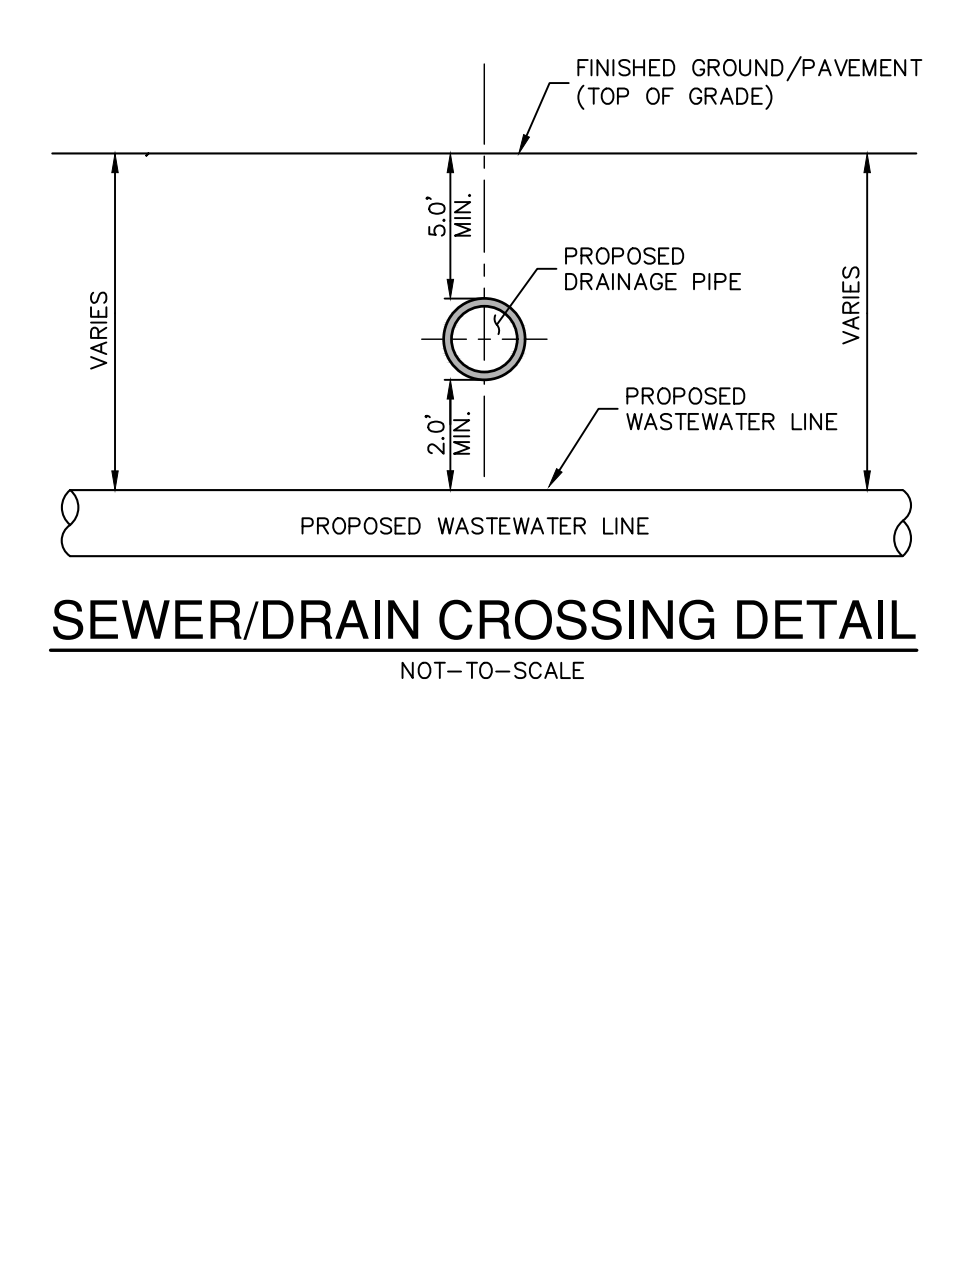 FINISHED GROUND/PAVEMENT
(TOP OF GRADE)
5.0'
MIN.
PROPOSED
DRAINAGE PIPE
VARIES
VARIES
PROPOSED
WASTEWATER LINE
2.0'
MIN.
PROPOSED WASTEWATER LINE
SEWER/DRAIN CROSSING DETAIL
NOT-TO-SCALE